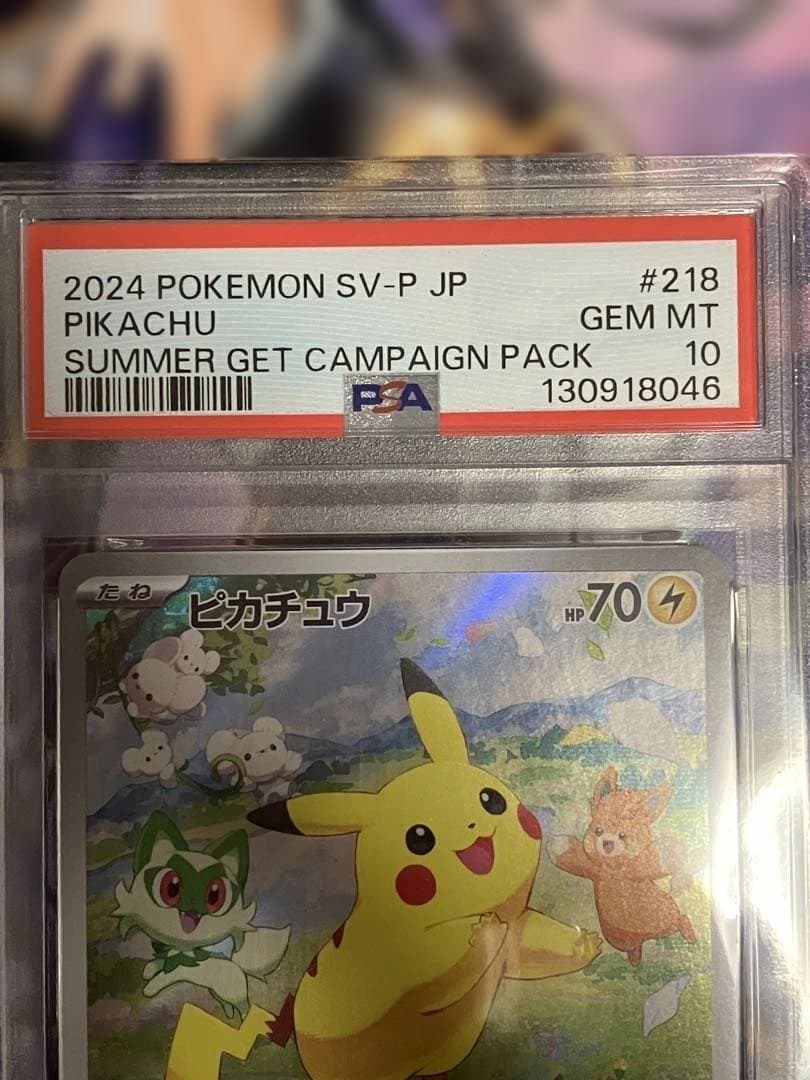 2024 POKEMON SV-P JP #218
PIKACHU GEM MT
SUMMER GET CAMPAIGN PACK 10
PSA 130918046
たね ピカチュウ HP70